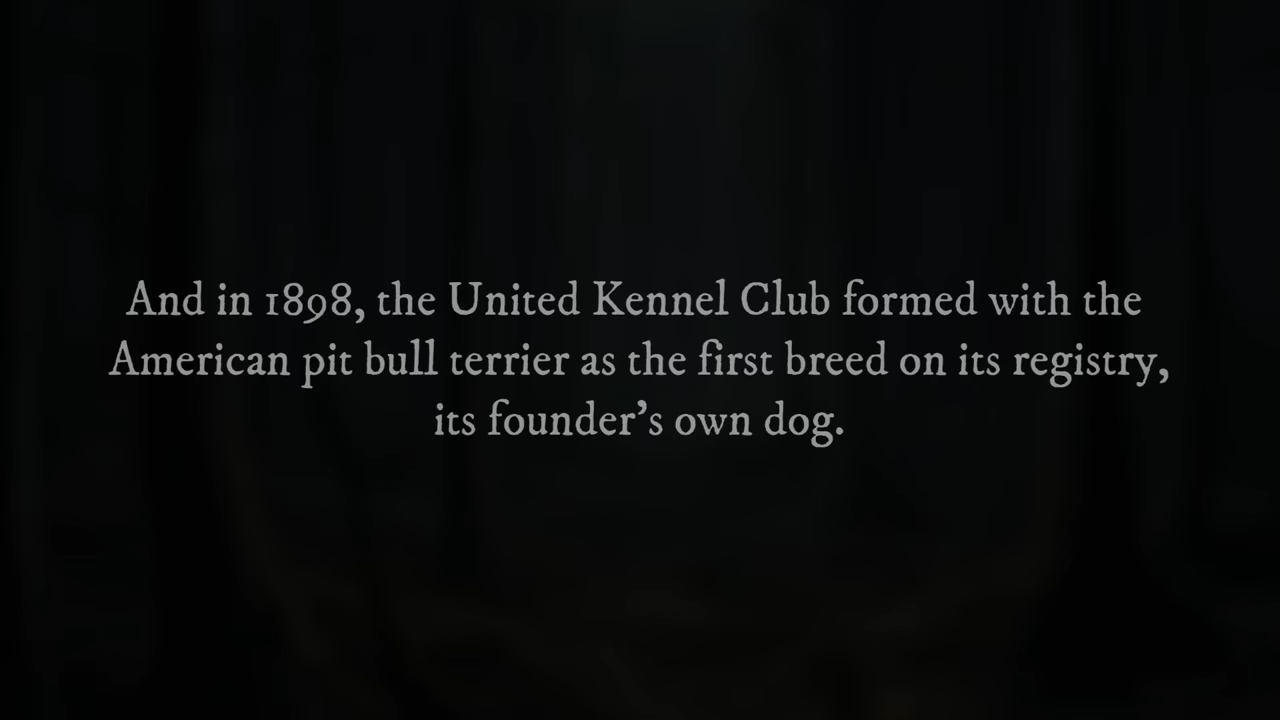 And in 1898, the United Kennel Club formed with the
American pit bull terrier as the first breed on its registry,
its founder’s own dog.